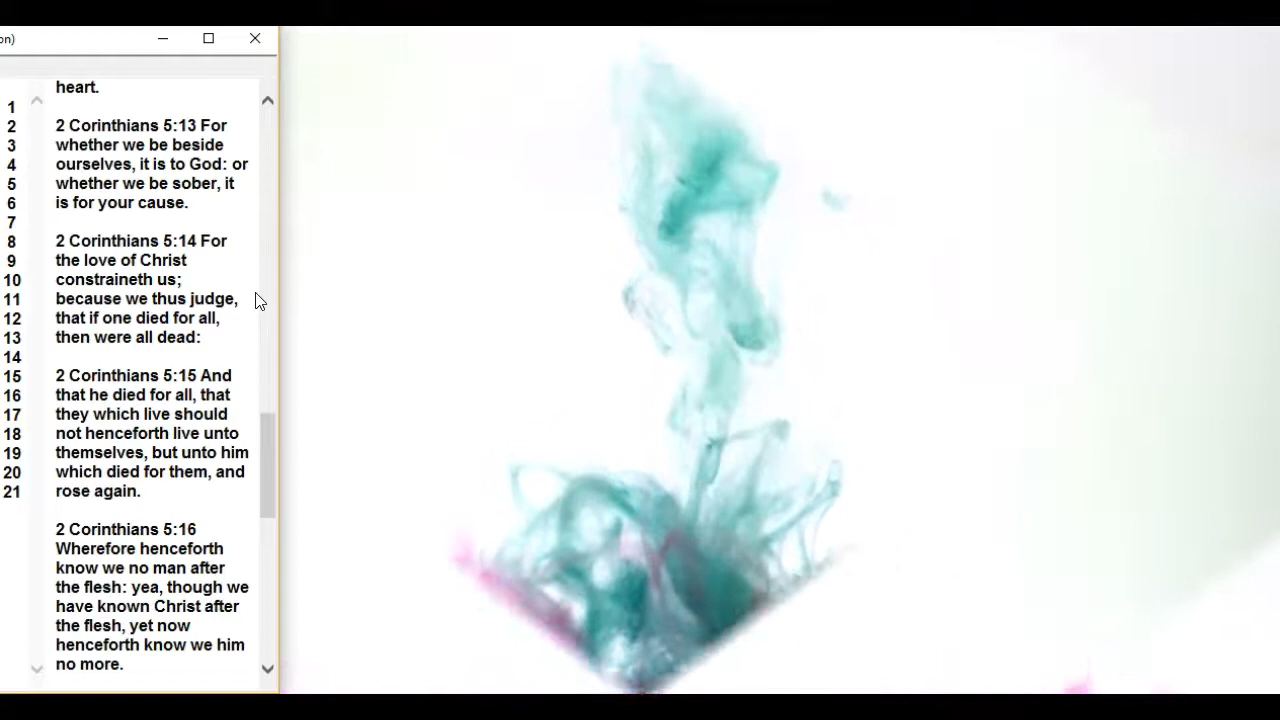 on)
heart.
1
2
3
4
5
6
7
8
9
10
11
12
13
14
15
16
17
18
19
20
21
2 Corinthians 5:13 For
whether we be beside
ourselves, it is to God: or
whether we be sober, it
is for your cause.
2 Corinthians 5:14 For
the love of Christ
constraineth us;
because we thus judge,
that if one died for all,
then were all dead:
2 Corinthians 5:15 And
that he died for all, that
they which live should
not henceforth live unto
themselves, but unto him
which died for them, and
rose again.
2 Corinthians 5:16
Wherefore henceforth
know we no man after
the flesh: yea, though we
have known Christ after
the flesh, yet now
henceforth know we him
no more.